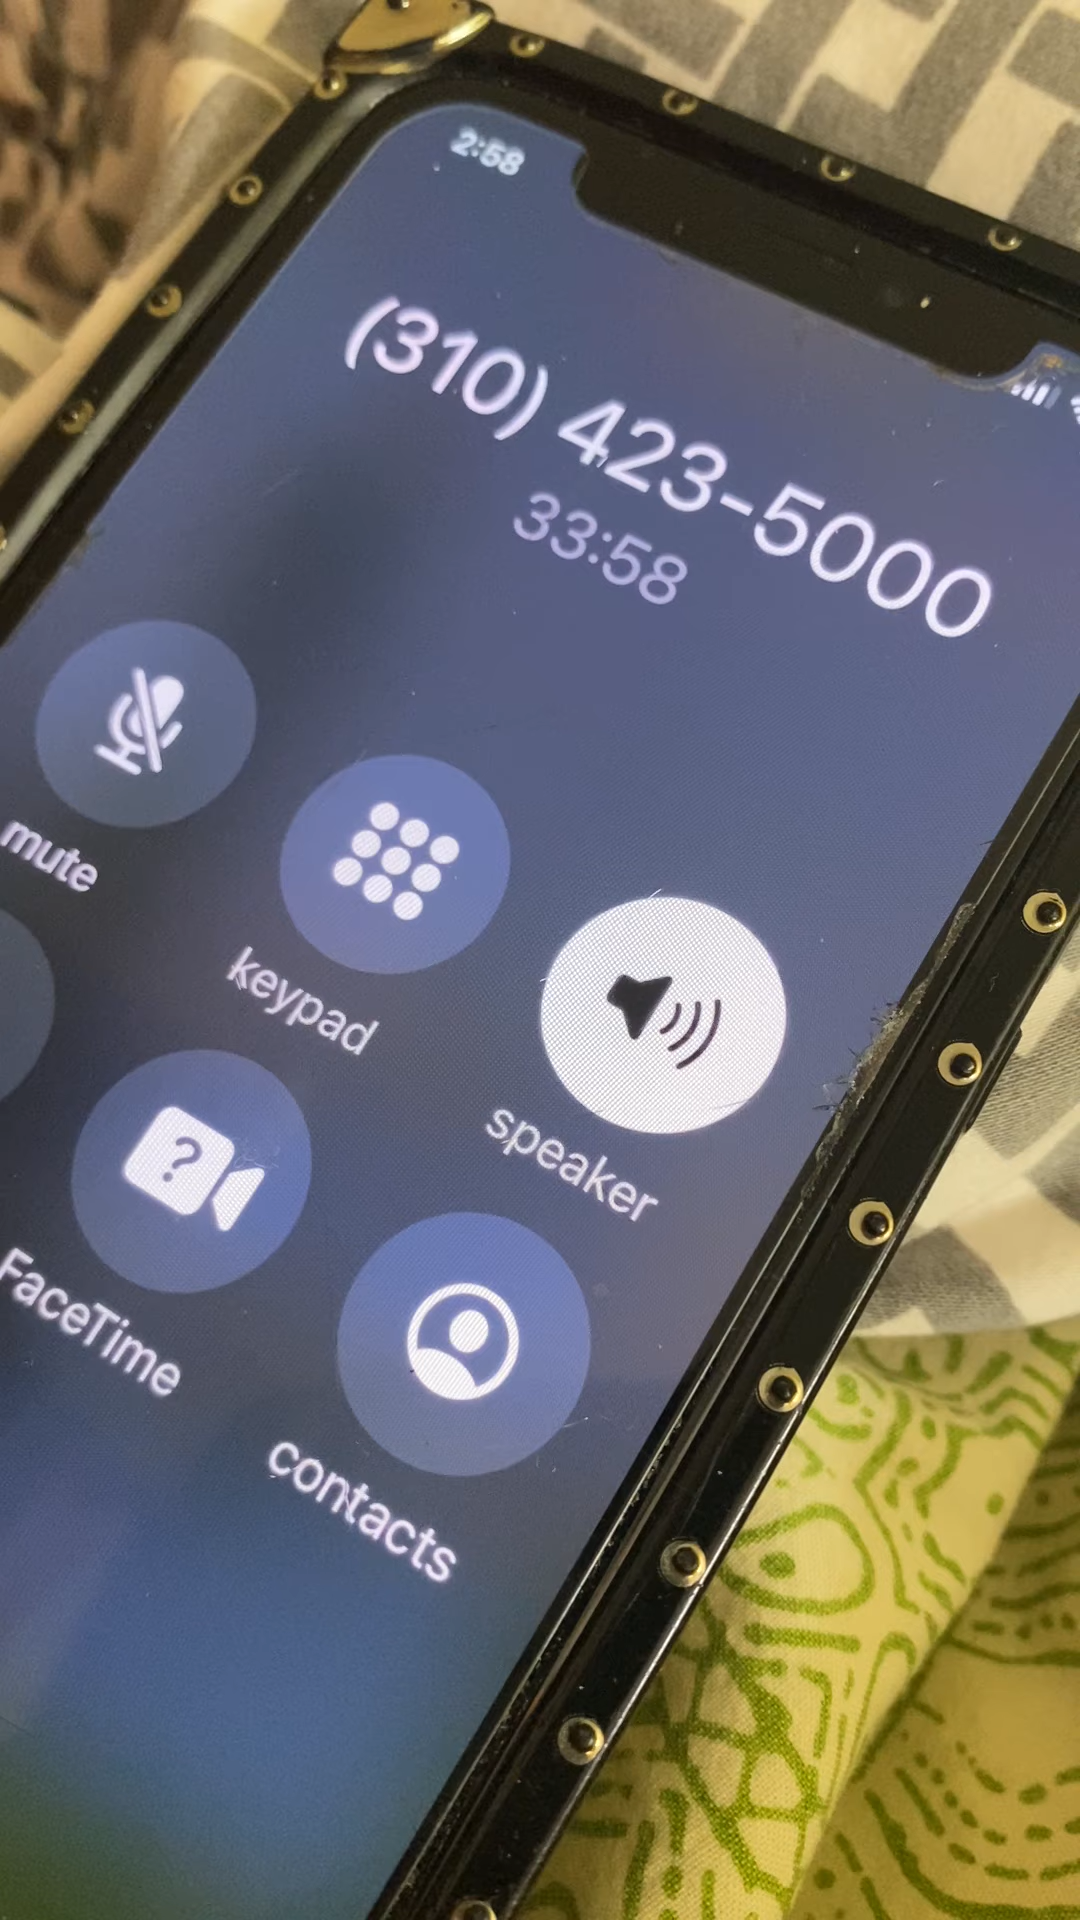 2:58
(310) 423-5000
33:58
mute
keypad
speaker
FaceTime
contacts